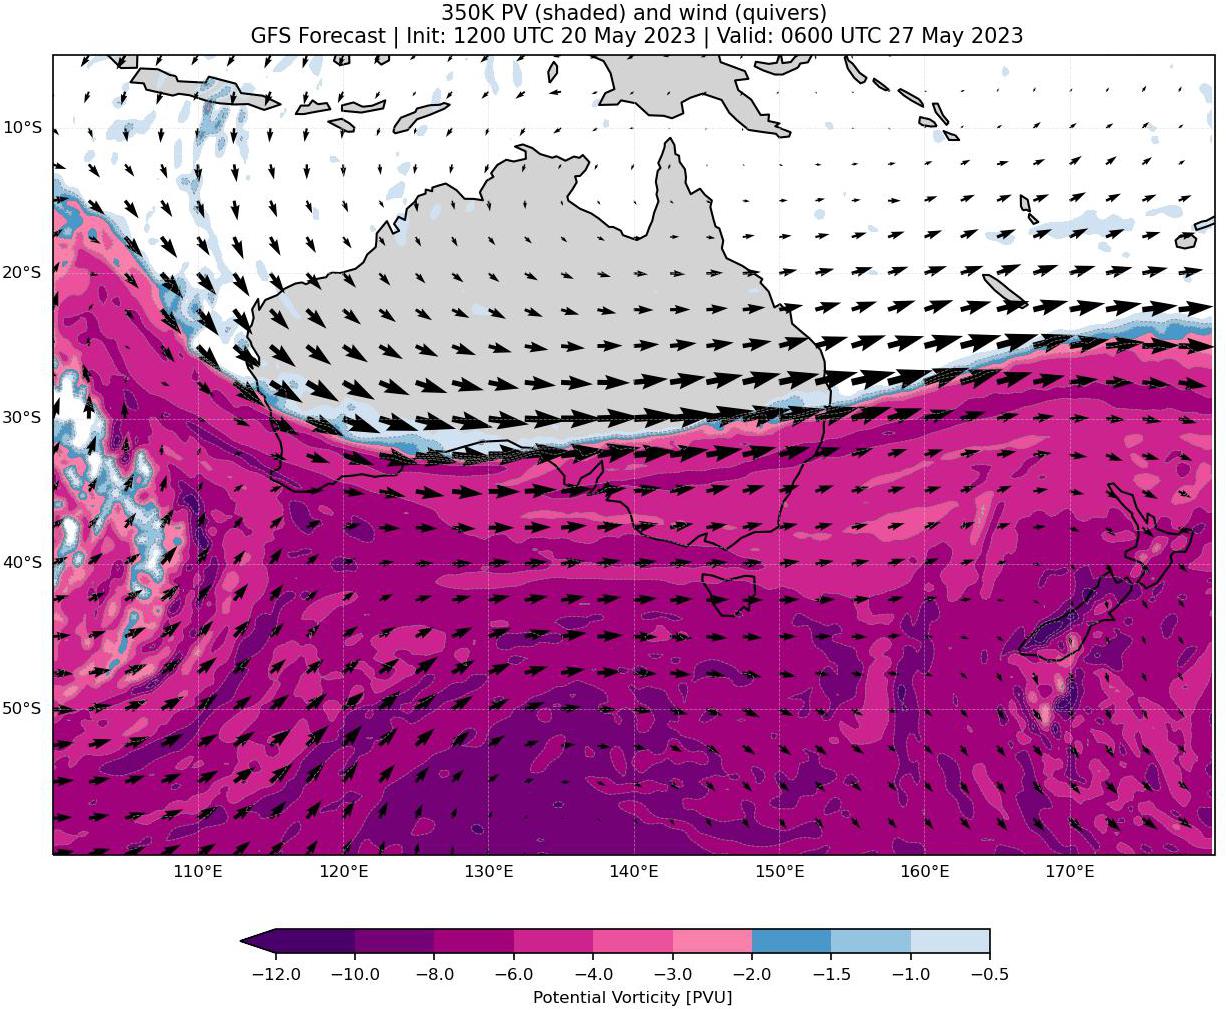 350K PV (shaded) and wind (quivers)
GFS Forecast | Init: 1200 UTC 20 May 2023 | Valid: 0600 UTC 27 May 2023
10°S
20°S
30°S
40°S
50°S
110°E 120°E 130°E 140°E 150°E 160°E 170°E
−12.0 −10.0 −8.0 −6.0 −4.0 −3.0 −2.0 −1.5 −1.0 −0.5
Potential Vorticity [PVU]